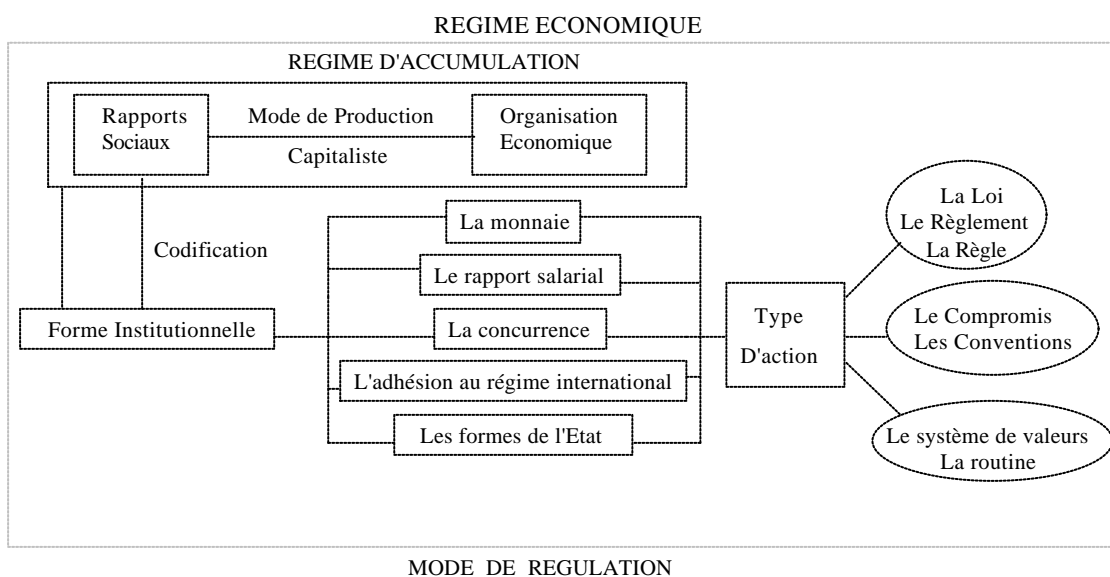 REGIME ECONOMIQUE
REGIME D'ACCUMULATION
Rapports
Sociaux
Mode de Production
Capitaliste
Organisation
Economique
Codification
Forme Institutionnelle
La monnaie
Le rapport salarial
La concurrence
L'adhésion au régime international
Les formes de l'Etat
Type
D'action
La Loi
Le Règlement
La Règle
Le Compromis
Les Conventions
Le système de valeurs
La routine
MODE DE REGULATION